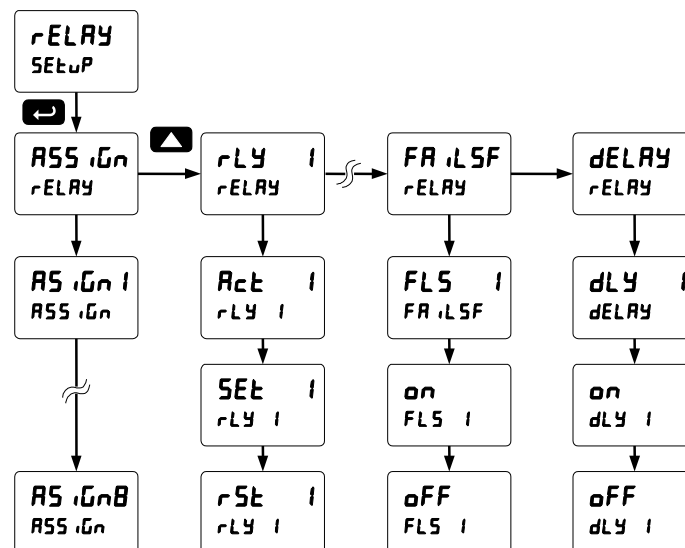 rELAY
SEtuP
ASSiGn
rELAY
rLY 1
rELAY
FAiLSF
rELAY
dELAY
rELAY
ASiGn1
ASSiGn
Act 1
rLY 1
FLS 1
FAiLSF
dLY 1
dELAY
SEt 1
rLY 1
on
FLS 1
on
dLY 1
ASiGn8
ASSiGn
rSt 1
rLY 1
oFF
FLS 1
oFF
dLY 1